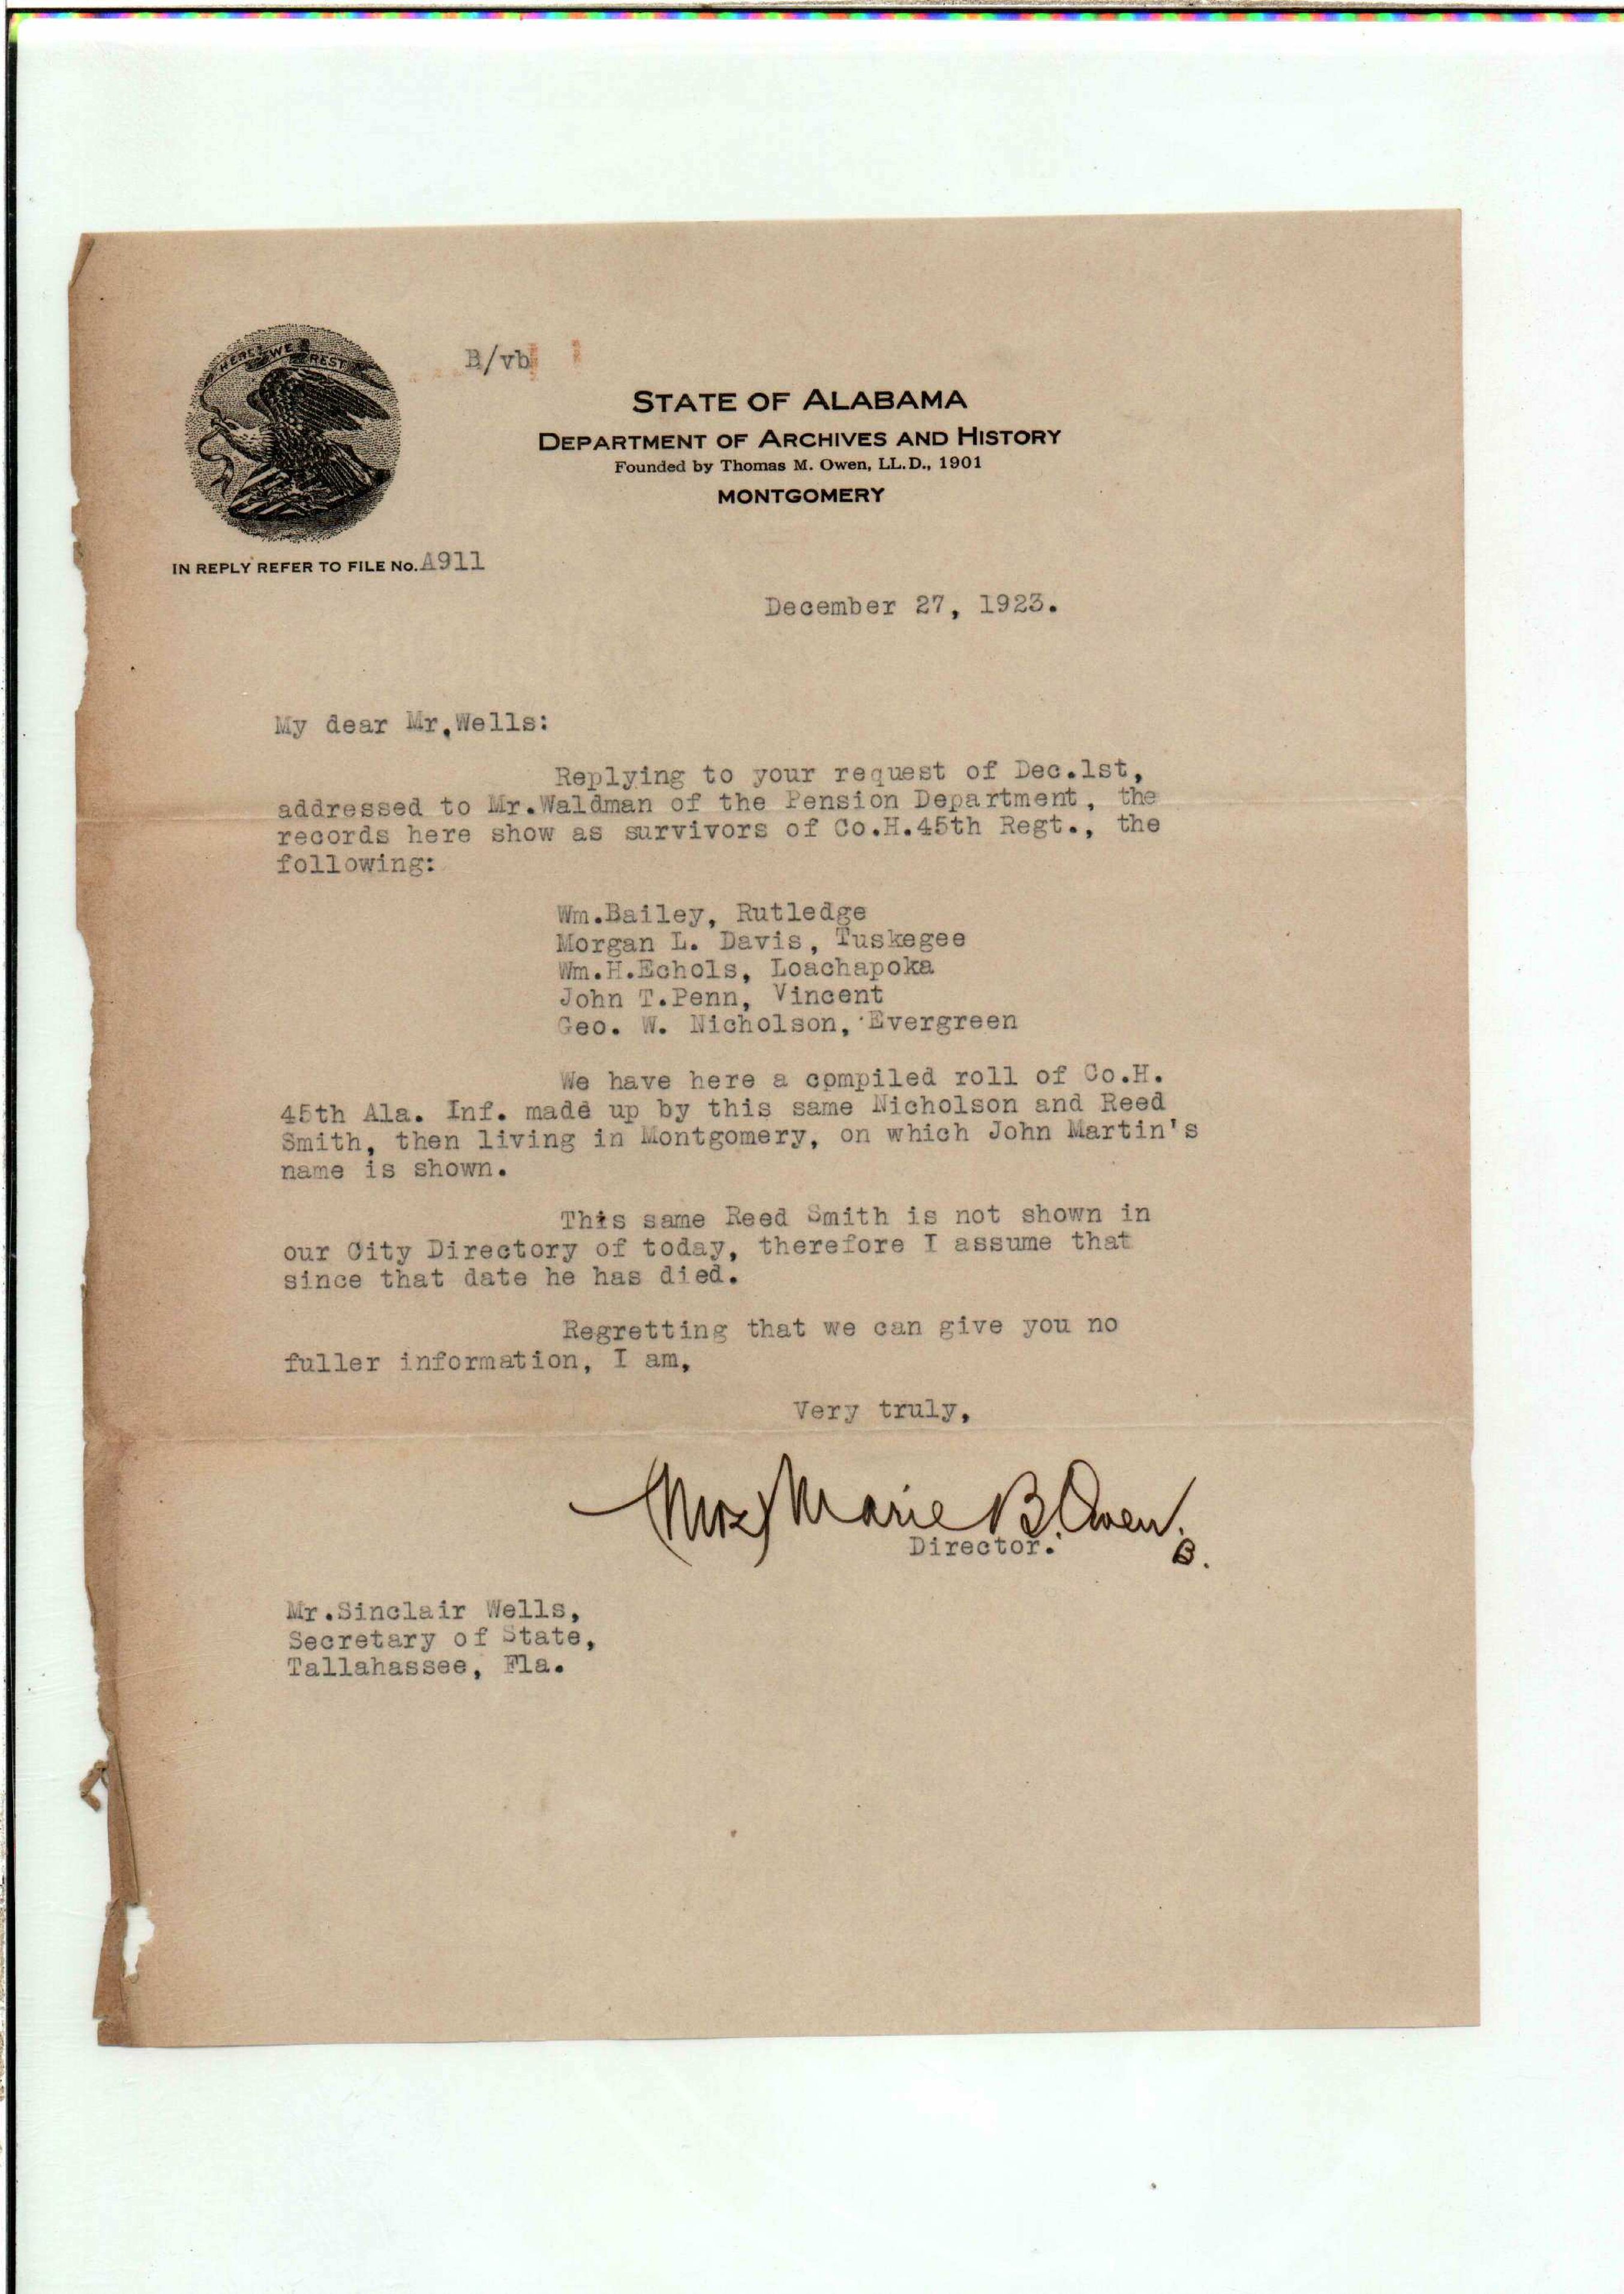 HERE WE REST
B/vb
STATE OF ALABAMA
DEPARTMENT OF ARCHIVES AND HISTORY
Founded by Thomas M. Owen, LL.D., 1901
MONTGOMERY
IN REPLY REFER TO FILE No. A911
December 27, 1923.
My dear Mr.Wells:
Replying to your request of Dec.1st,
addressed to Mr.Waldman of the Pension Department, the
records here show as survivors of Co.H.45th Regt., the
following:
Wm.Bailey, Rutledge
Morgan L. Davis, Tuskegee
Wm.H.Echols, Loachapoka
John T.Penn, Vincent
Geo. W. Nicholson, Evergreen
We have here a compiled roll of Co.H.
45th Ala. Inf. made up by this same Nicholson and Reed
Smith, then living in Montgomery, on which John Martin's
name is shown.
This same Reed Smith is not shown in
our City Directory of today, therefore I assume that
since that date he has died.
Regretting that we can give you no
fuller information, I am,
Very truly,
(Mrs) Marie B. Owen.
Director.
B.
Mr.Sinclair Wells,
Secretary of State,
Tallahassee, Fla.